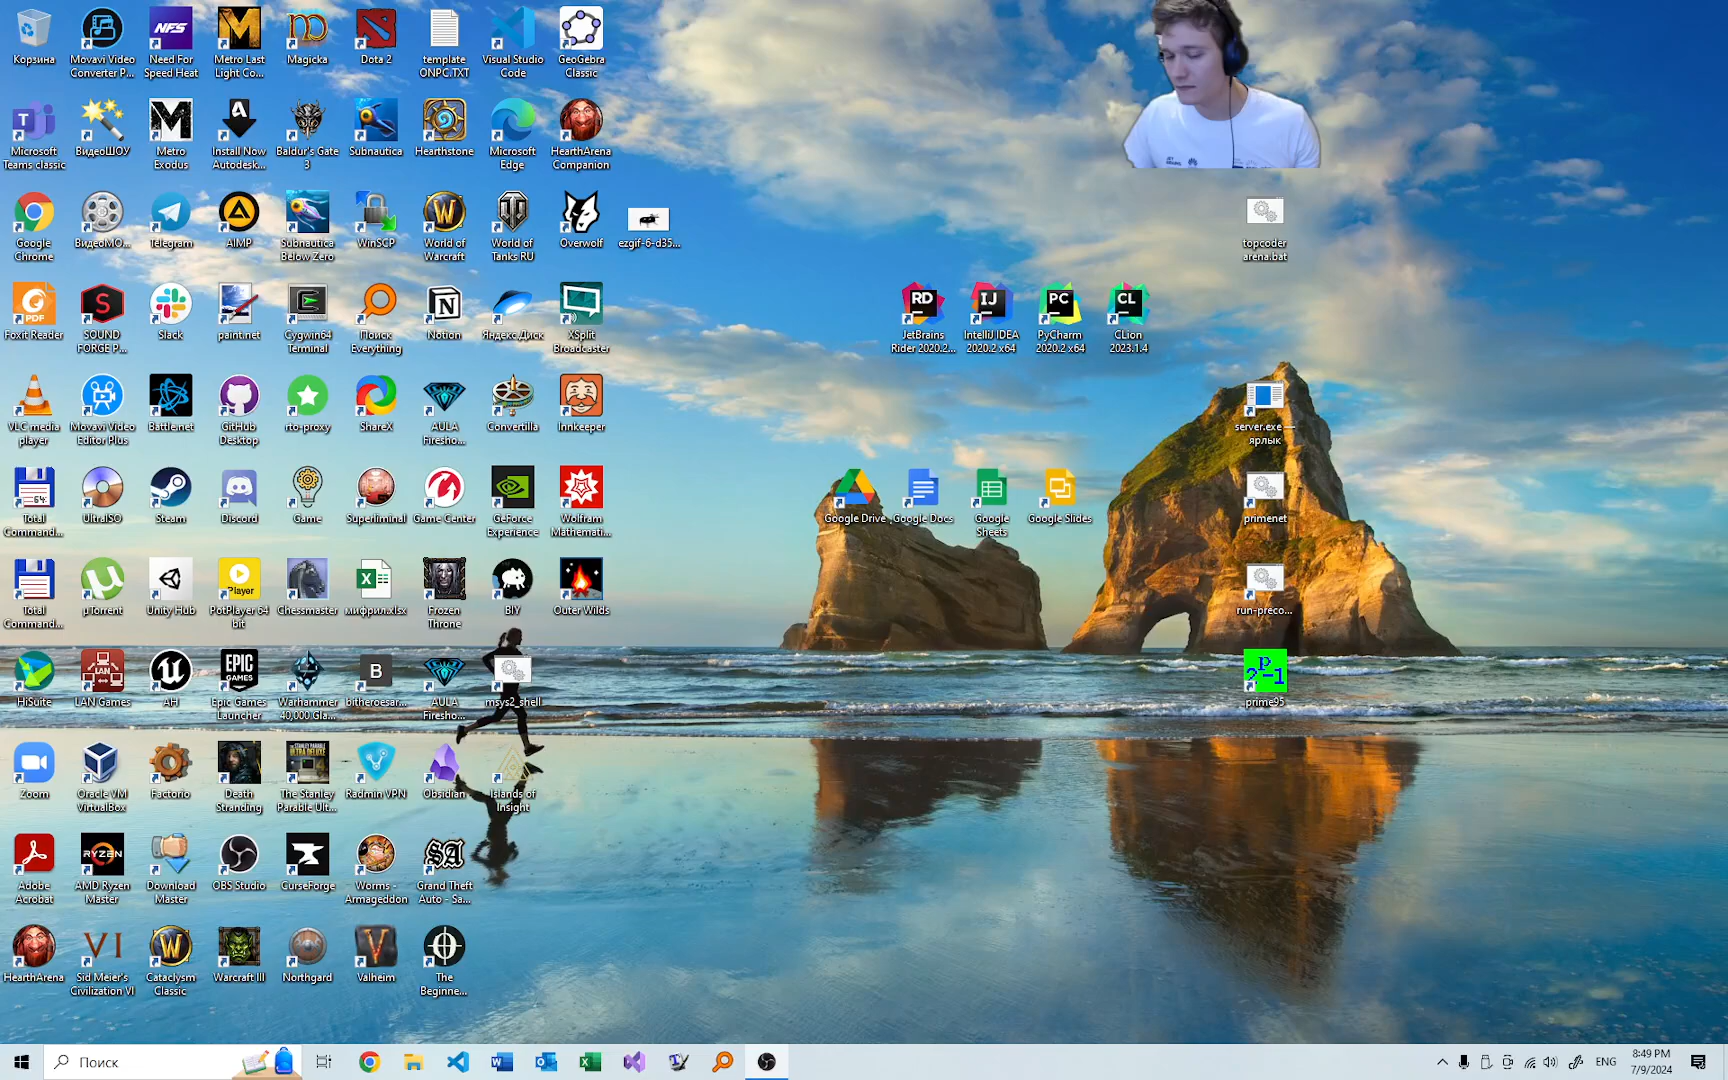 Корзина
Movavi Video
Converter P...
Need For
Speed Heat
Metro Last
Light Co...
Magicka
Dota 2
template
ONPC.TXT
Visual Studio
Code
GeoGebra
Classic
Microsoft
Teams classic
ВидеоШОУ
Metro
Exodus
Install Now
Autodesk...
Baldur's Gate
3
Subnautica
Hearthstone
Microsoft
Edge
HearthArena
Companion
Google
Chrome
ВидеоМО...
Telegram
AIMP
Subnautica
Below Zero
WinSCP
World of
Warcraft
World of
Tanks RU
Overwolf
ezgif-6-d35...
topcoder
arena.bat
Foxit Reader
SOUND
FORGE P...
Slack
paint.net
Cygwin64
Terminal
Поиск
Everything
Notion
Яндекс.Диск
XSplit
Broadcaster
JetBrains
Rider 2020.2...
IntelliJ IDEA
2020.2 x64
PyCharm
2020.2 x64
CLion
2023.1.4
VLC media
player
Movavi Video
Editor Plus
Battle.net
GitHub
Desktop
rto-proxy
ShareX
AULA
Firesho...
Convertilla
Innkeeper
server.exe —
ярлык
Total
Command...
UltraISO
Steam
Discord
Game
Superliminal
Game Center
GeForce
Experience
Wolfram
Mathemati...
Google Drive
Google Docs
Google
Sheets
Google Slides
primenet
Total
Command...
µTorrent
Unity Hub
PotPlayer 64
bit
Chessmaster
мифрил.xlsx
Frozen
Throne
BIY
Outer Wilds
run-preco...
HiSuite
LAN Games
AH
Epic Games
Launcher
Warhammer
40,000 Gla...
bitheroesar...
AULA
Firesho...
msys2_shell
prime95
Zoom
Oracle VM
VirtualBox
Factorio
Death
Stranding
The Stanley
Parable Ult...
Radmin VPN
Obsidian
Islands of
Insight
Adobe
Acrobat
AMD Ryzen
Master
Download
Master
OBS Studio
CurseForge
Worms -
Armageddon
Grand Theft
Auto - Sa...
HearthArena
Sid Meier's
Civilization VI
Cataclysm
Classic
Warcraft III
Northgard
Valheim
The
Beginne...
Поиск
ENG
8:49 PM
7/9/2024